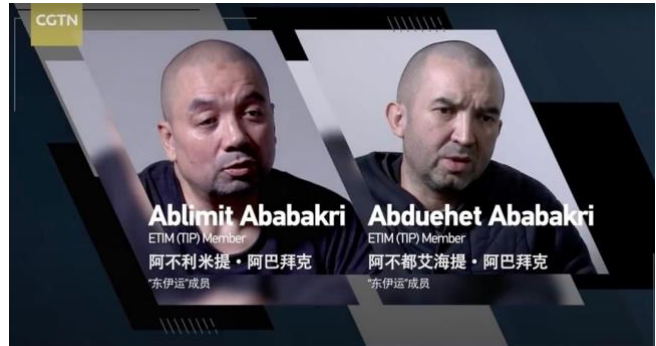 CGTN
Ablimit Ababakri
ETIM (TIP) Member
阿不利米提·阿巴拜克
“东伊运”成员
Abduehet Ababakri
ETIM (TIP) Member
阿不都艾海提·阿巴拜克
“东伊运”成员